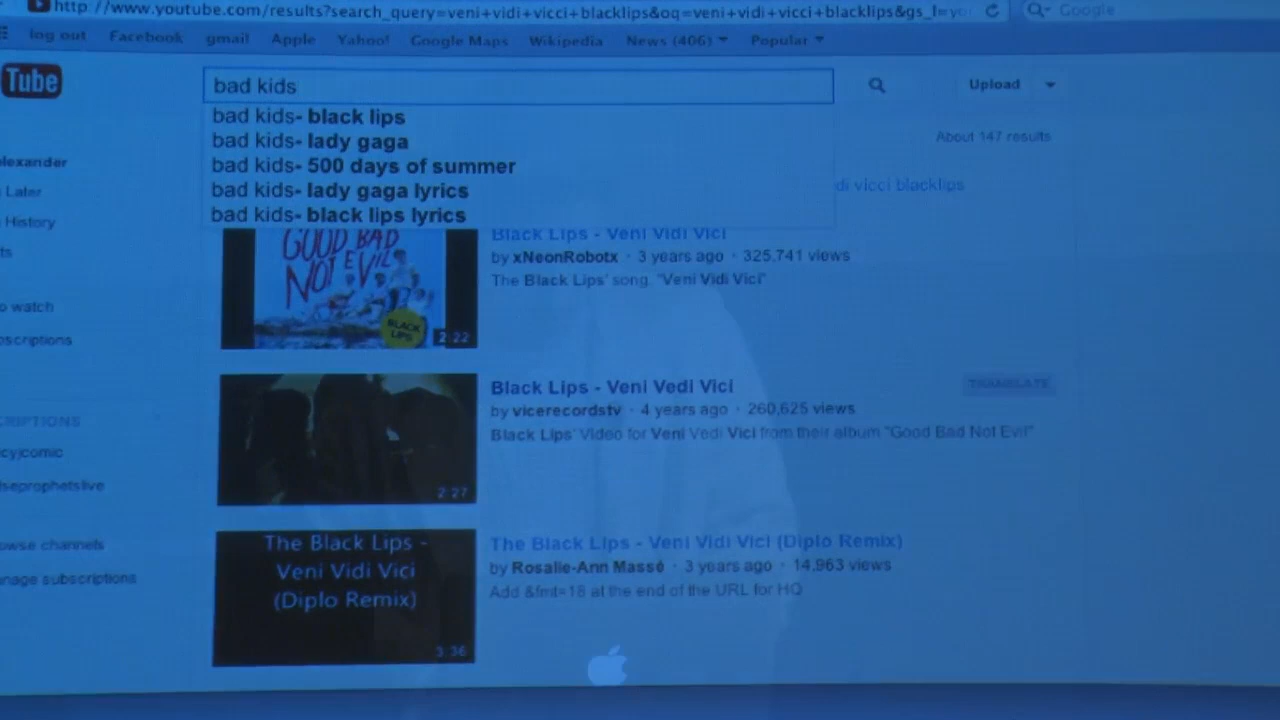 http://www.youtube.com/results?search_query=veni+vidi+vicci+blacklips&oq=veni+vidi+vicci+blacklips&gs_l=yo
Google
log out Facebook gmail Apple Yahoo! Google Maps Wikipedia News (406) Popular
Tube
bad kids
Upload
bad kids- black lips
bad kids- lady gaga
bad kids- 500 days of summer
bad kids- lady gaga lyrics
bad kids- black lips lyrics
About 147 results
di vicci blacklips
lexander
Later
History
ts
o watch
bscriptions
CRIPTIONS
cyjcomic
lseprophetslive
owse channels
nage subscriptions
GOOD BAD
NOT EVIL
BLACK
LIPS
2:22
Black Lips - Veni Vidi Vici
by xNeonRobotx · 3 years ago · 325,741 views
The Black Lips' song, "Veni Vidi Vici"
2:27
Black Lips - Veni Vedi Vici
TRANSLATE
by vicerecordstv · 4 years ago · 260,625 views
Black Lips' Video for Veni Vedi Vici from their album "Good Bad Not Evil"
The Black Lips -
Veni Vidi Vici
(Diplo Remix)
3:36
The Black Lips - Veni Vidi Vici (Diplo Remix)
by Rosalie-Ann Massé · 3 years ago · 14,963 views
Add &fmt=18 at the end of the URL for HQ